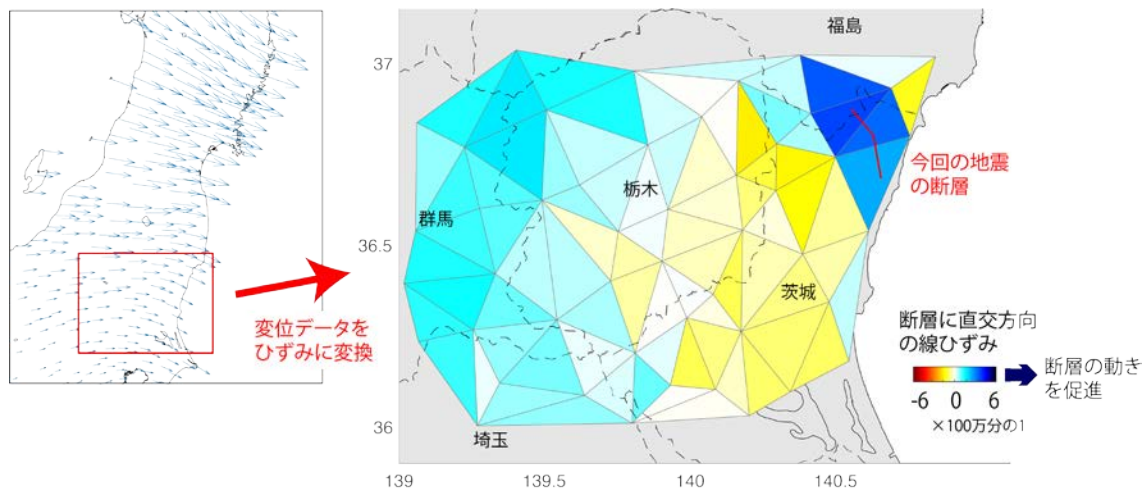 福島
37
今回の地震
の断層
栃木
群馬
36.5
変位データを
ひずみに変換
茨城
断層に直交方向
の線ひずみ
断層の動き
を促進
-6 0 6
×100万分の1
36
埼玉
139 139.5 140 140.5